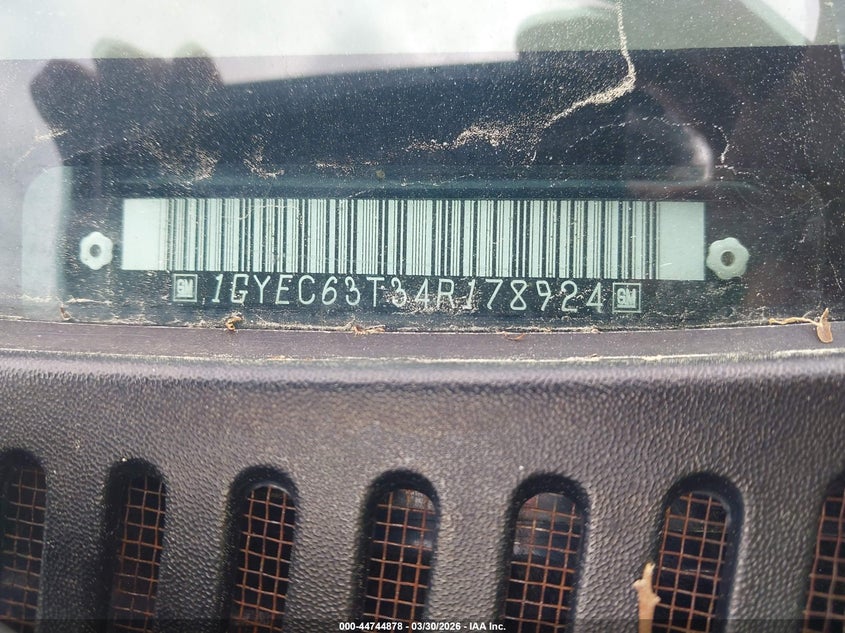 GM 1GYEC63T34R178924 GM
000-44744878 - 03/30/2026 - IAA Inc.